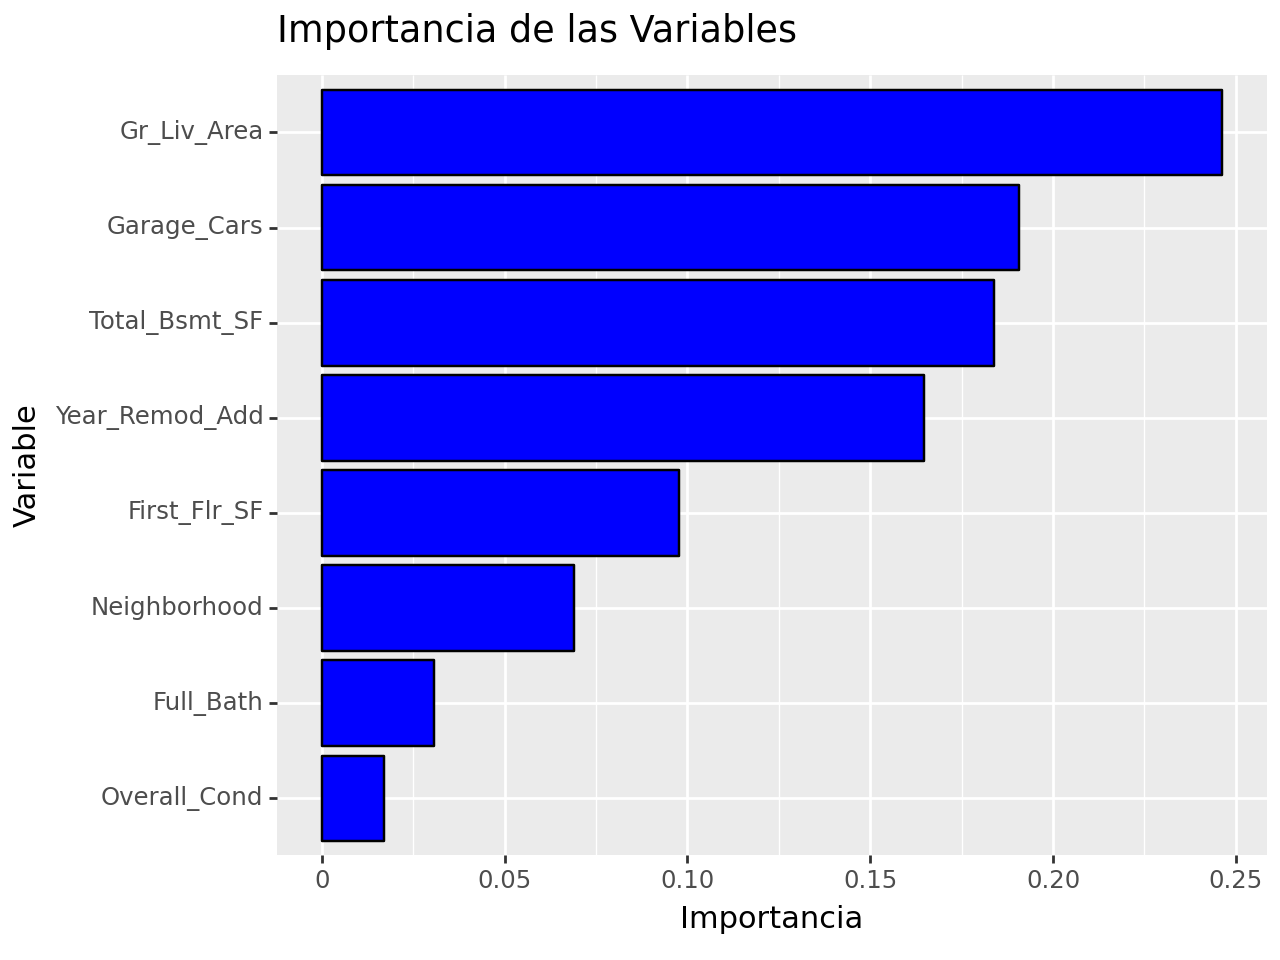 Importancia de las Variables
Gr_Liv_Area
Garage_Cars
Total_Bsmt_SF
Year_Remod_Add
First_Flr_SF
Neighborhood
Full_Bath
Overall_Cond
Variable
0 0.05 0.10 0.15 0.20 0.25
Importancia